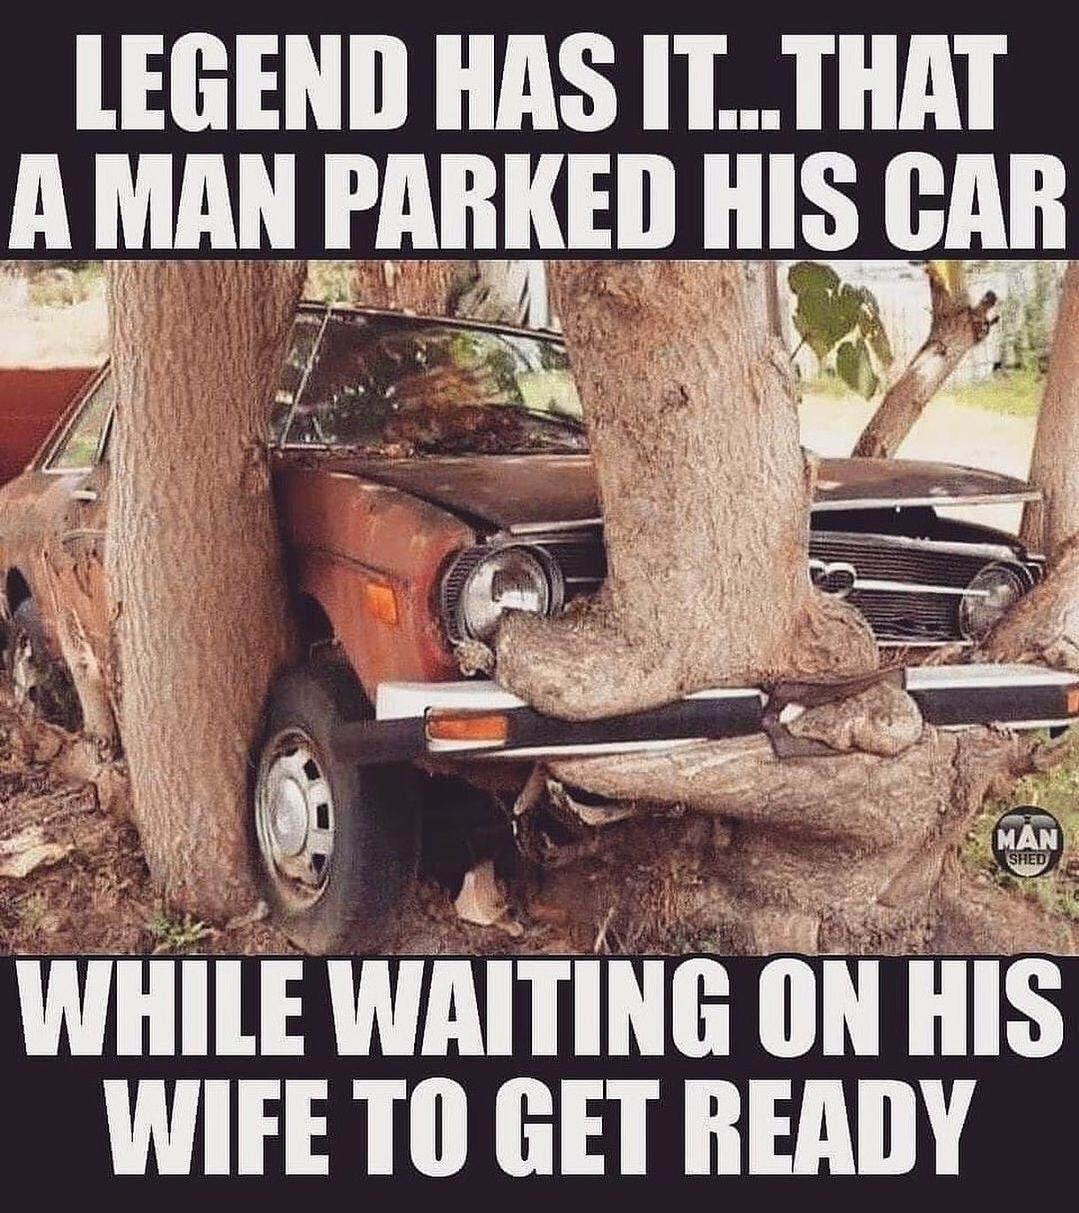 LEGEND HAS IT...THAT
A MAN PARKED HIS CAR
MAN
SHED
WHILE WAITING ON HIS
WIFE TO GET READY